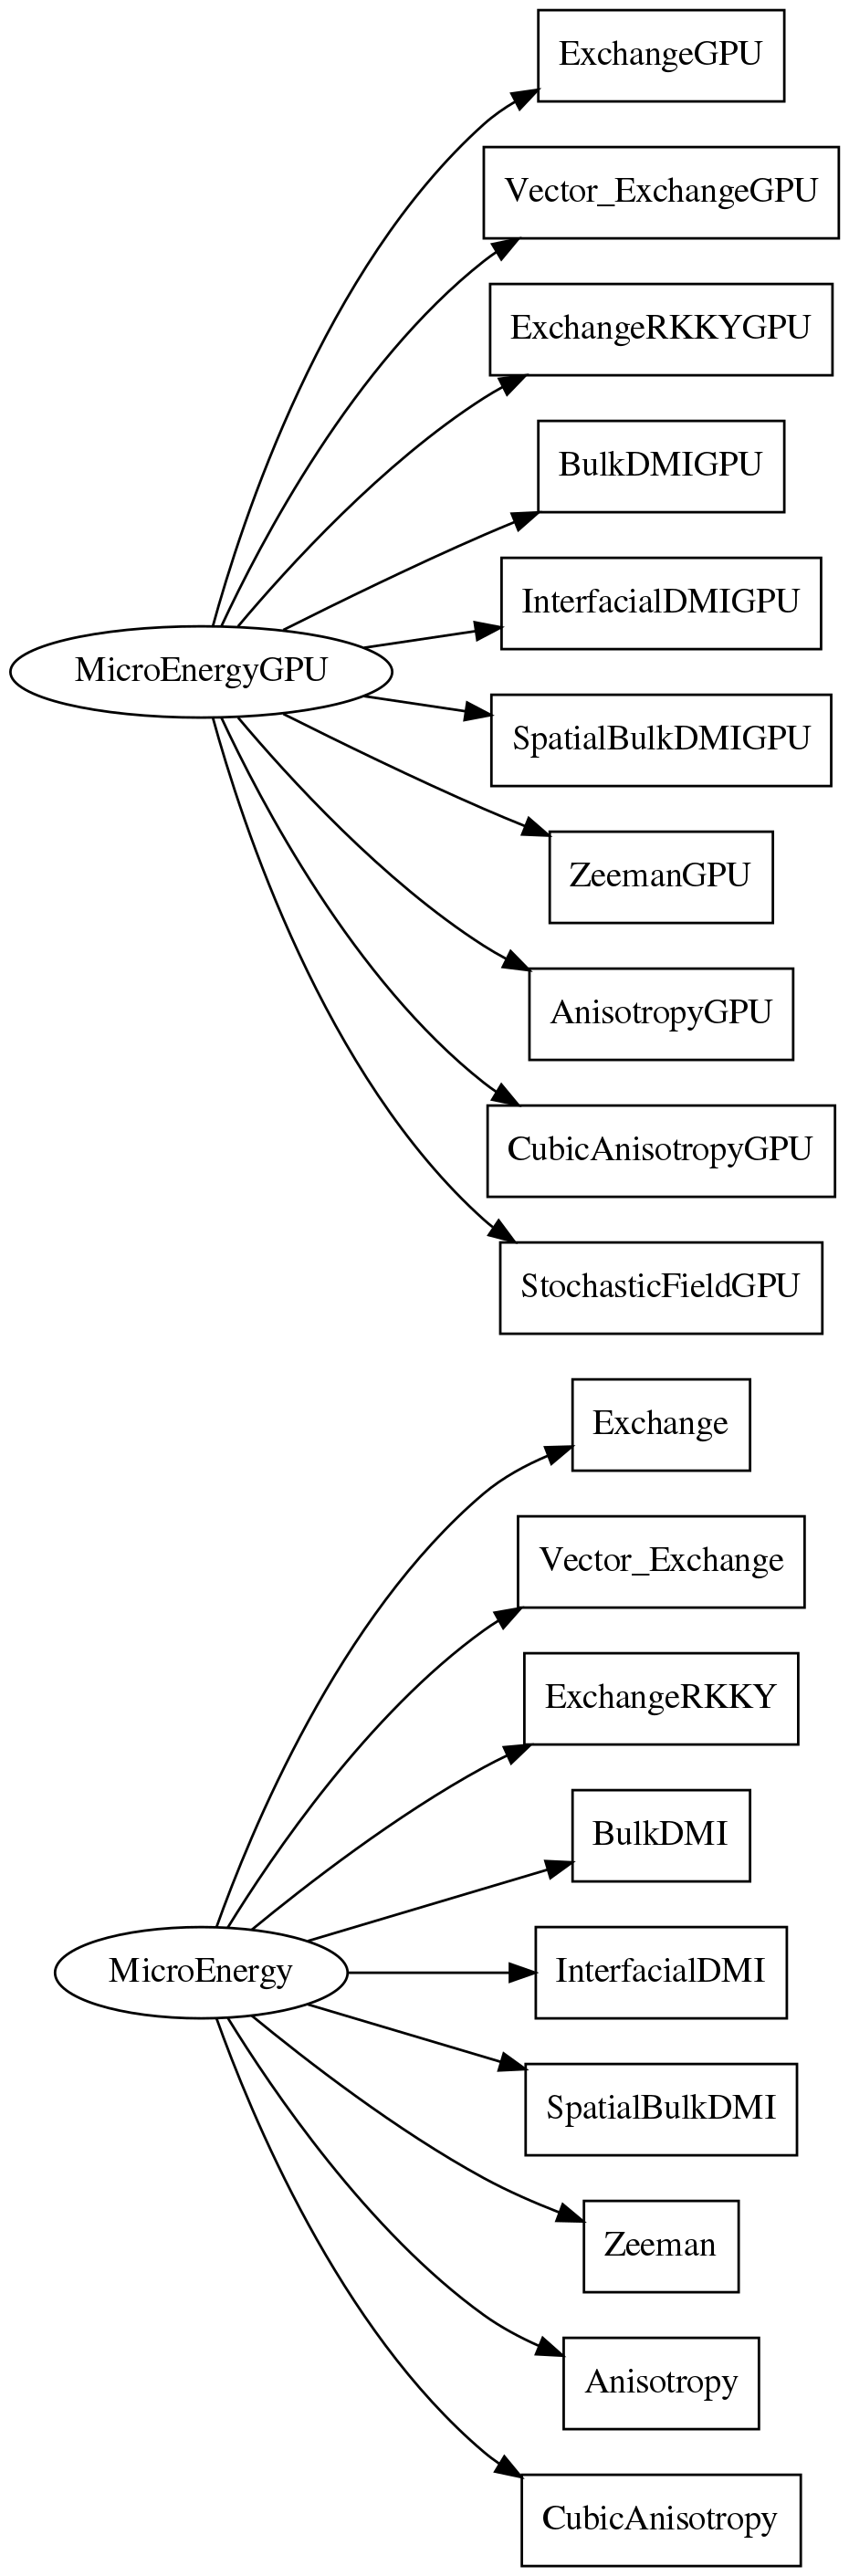 ExchangeGPU
Vector_ExchangeGPU
ExchangeRKKYGPU
BulkDMIGPU
InterfacialDMIGPU
MicroEnergyGPU
SpatialBulkDMIGPU
ZeemanGPU
AnisotropyGPU
CubicAnisotropyGPU
StochasticFieldGPU
Exchange
Vector_Exchange
ExchangeRKKY
BulkDMI
MicroEnergy
InterfacialDMI
SpatialBulkDMI
Zeeman
Anisotropy
CubicAnisotropy